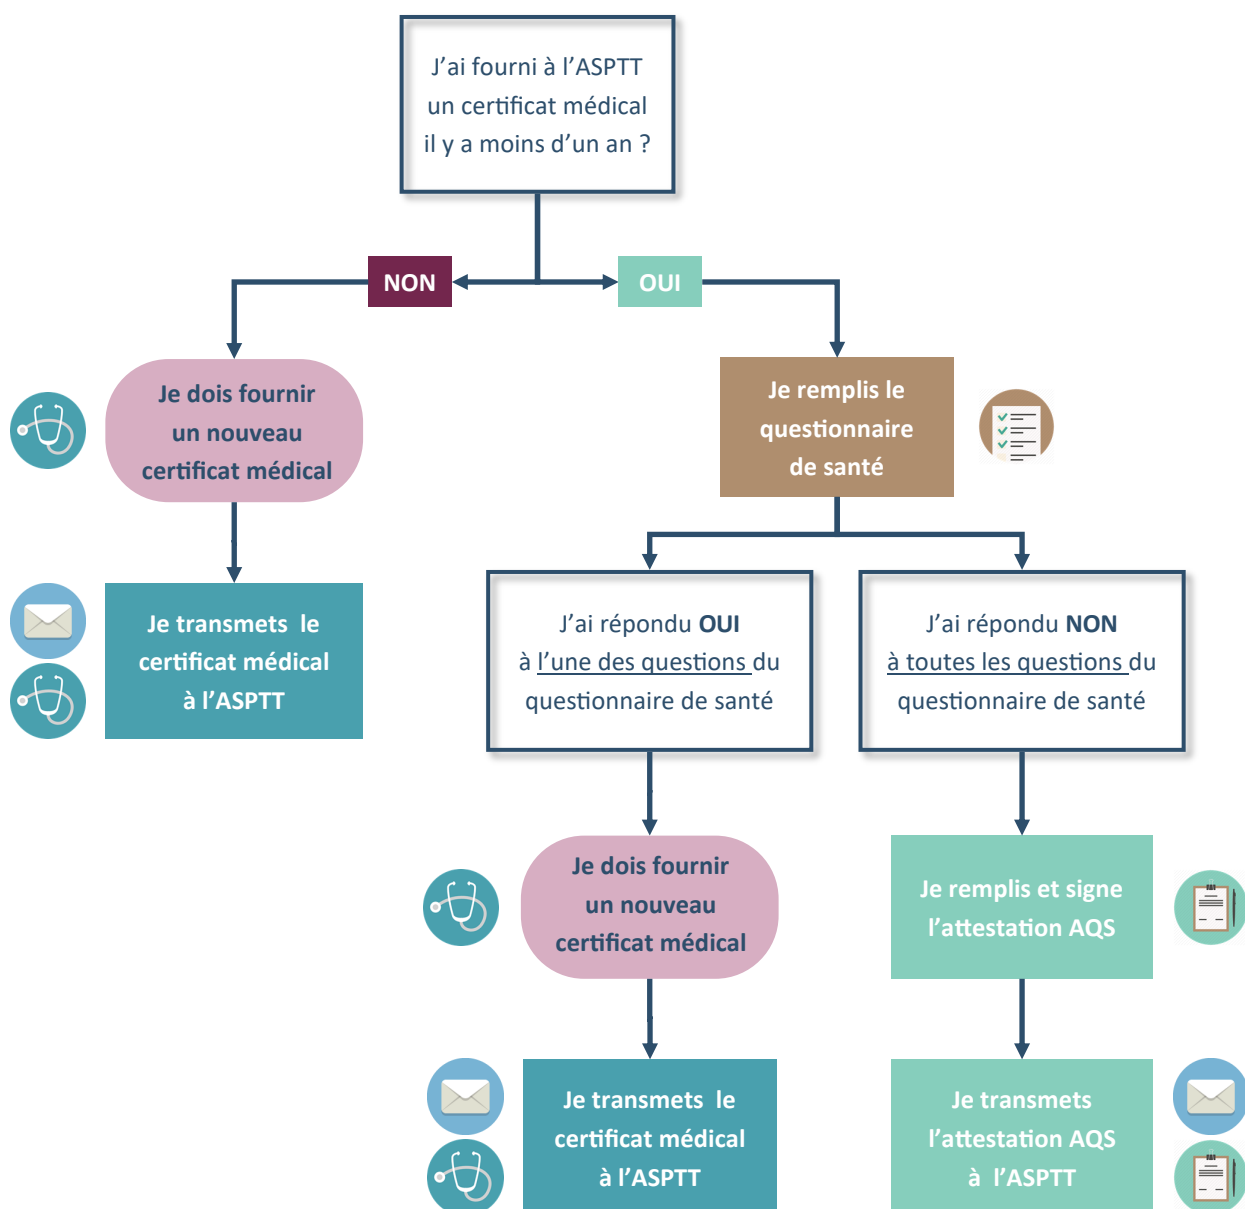 J'ai fourni à l'ASPTT
un certificat médical
il y a moins d'un an ?
NON
OUI
Je dois fournir
un nouveau
certificat médical
Je remplis le
questionnaire
de santé
Je transmets  le
certificat médical
à l'ASPTT
J'ai répondu OUI
à l'une des questions du
questionnaire de santé
J'ai répondu NON
à toutes les questions du
questionnaire de santé
Je dois fournir
un nouveau
certificat médical
Je remplis et signe
l'attestation AQS
Je transmets  le
certificat médical
à l'ASPTT
Je transmets
l'attestation AQS
à  l'ASPTT